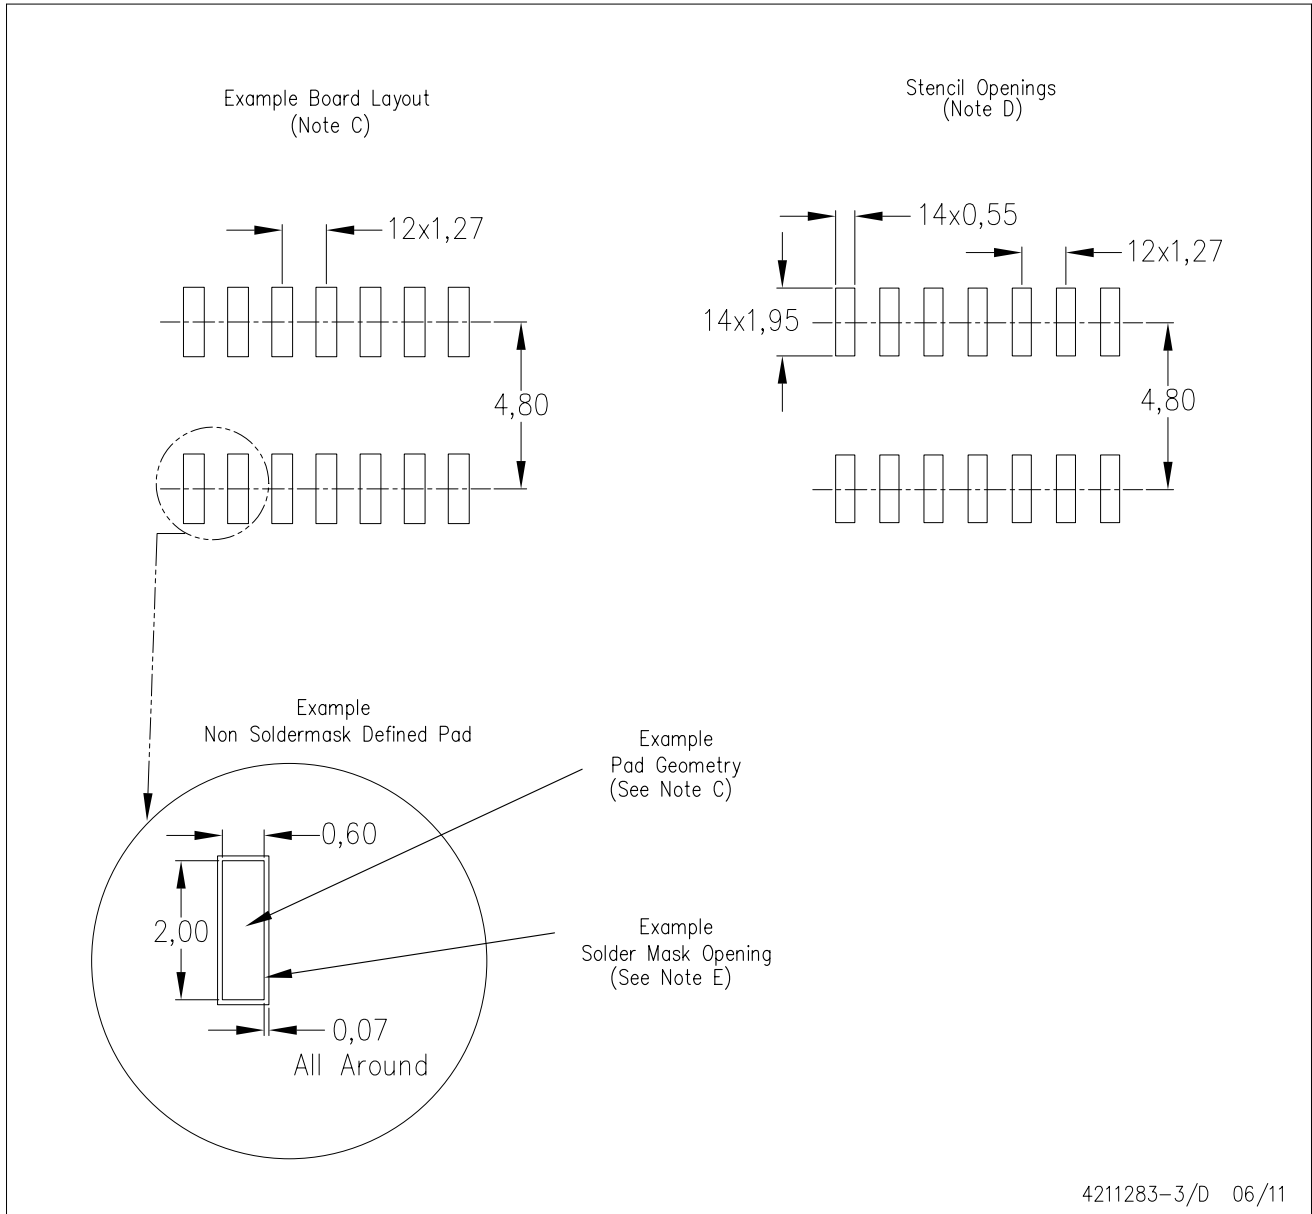 Example Board Layout
(Note C)
Stencil Openings
(Note D)
12x1,27
14x0,55
12x1,27
14x1,95
4,80
4,80
Example
Non Soldermask Defined Pad
Example
Pad Geometry
(See Note C)
0,60
2,00
Example
Solder Mask Opening
(See Note E)
0,07
All Around
4211283-3/D 06/11